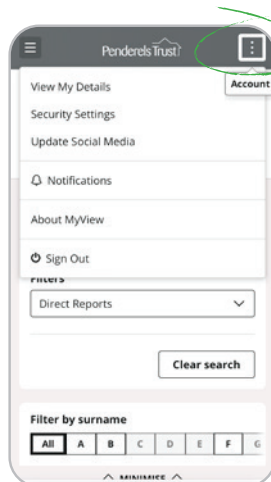 Penderels Trust
Account
View My Details
Security Settings
Update Social Media
Notifications
About MyView
Sign Out
Filters
Direct Reports
Clear search
Filter by surname
All A B C D E F G
MINIMISE